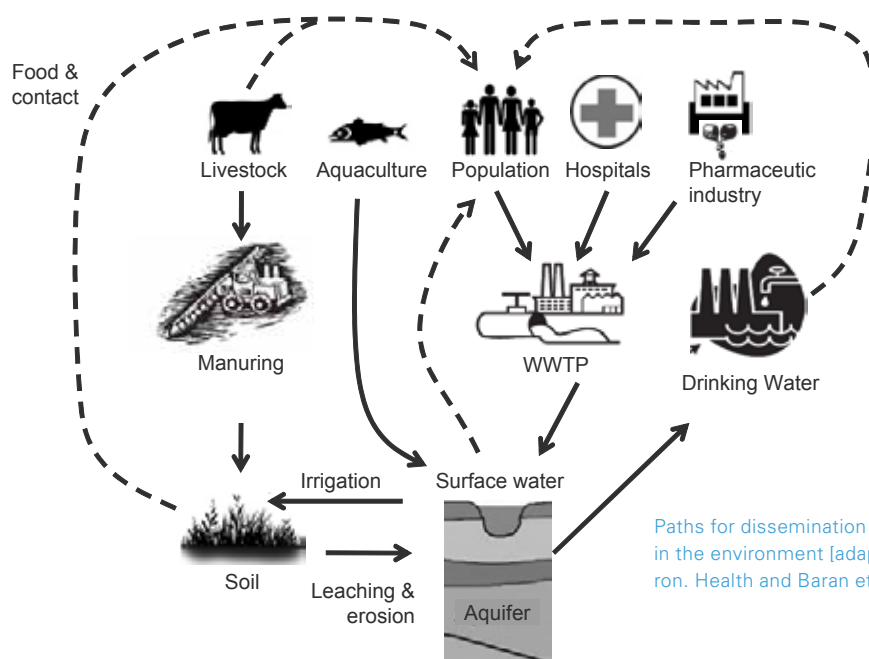 Food &
contact
Livestock
Aquaculture
Population
Hospitals
Pharmaceutic
industry
Manuring
WWTP
Drinking Water
Irrigation
Surface water
Soil
Leaching &
erosion
Aquifer
Paths for dissemination
in the environment [adap
ron. Health and Baran et